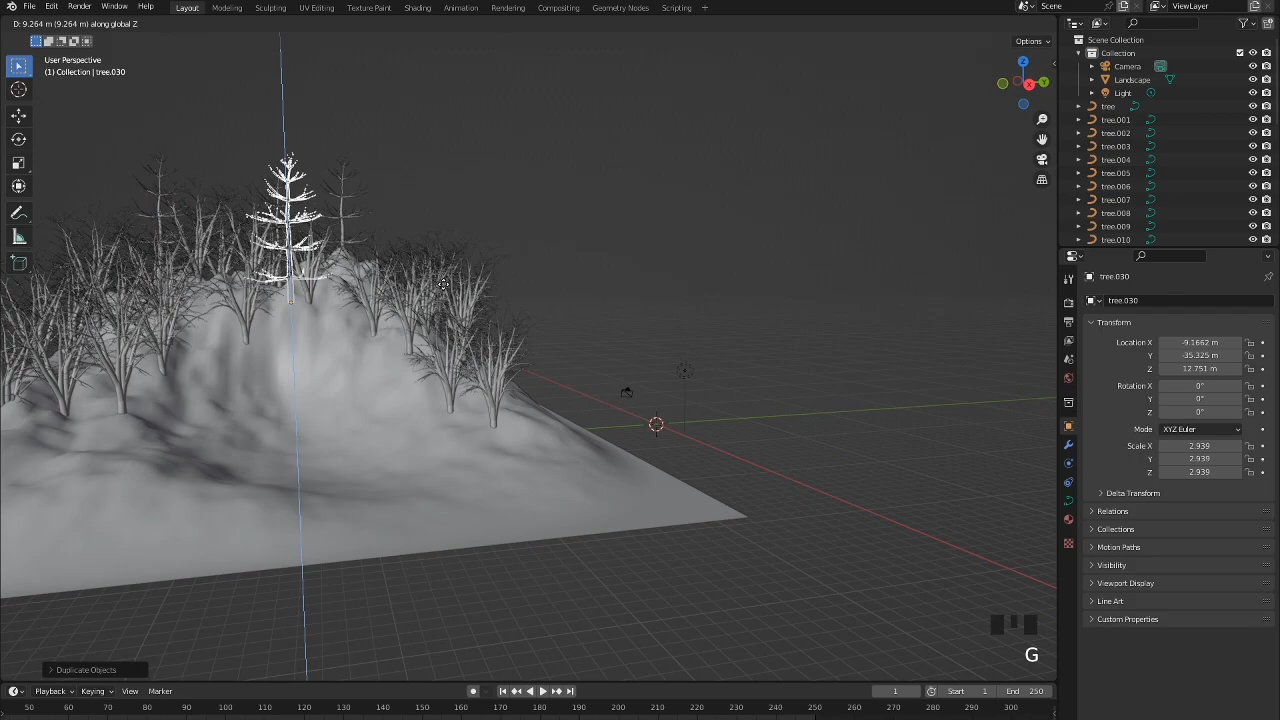 File Edit Render Window Help Layout Modeling Sculpting UV Editing Texture Paint Shading Animation Rendering Compositing Geometry Nodes Scripting Scene ViewLayer
D: 9.264 m (9.264 m) along global Z
Options
User Perspective
(1) Collection | tree.030
Z
Y
X
Scene Collection
Collection
Camera
Landscape
Light
tree
tree.001
tree.002
tree.003
tree.004
tree.005
tree.006
tree.007
tree.008
tree.009
tree.010
tree.030
tree.030
Transform
Location X -9.1662 m
Y -35.325 m
Z 12.751 m
Rotation X 0°
Y 0°
Z 0°
Mode XYZ Euler
Scale X 2.939
Y 2.939
Z 2.939
Delta Transform
Relations
Collections
Motion Paths
Visibility
Viewport Display
Line Art
Custom Properties
G
Duplicate Objects
Playback Keying View Marker 1 Start 1 End 250
50 60 70 80 90 100 110 120 130 140 150 160 170 180 190 200 210 220 230 240 250 260 270 280 290 300